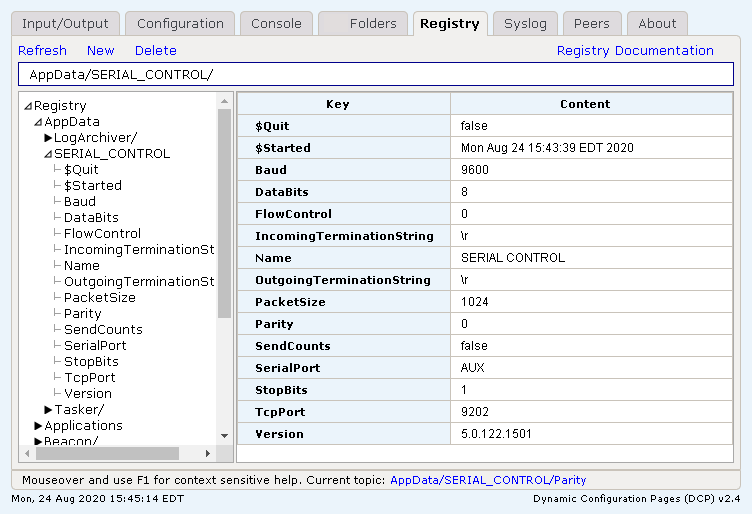 Input/Output Configuration Console Folders Registry Syslog Peers About
Refresh New Delete Registry Documentation
AppData/SERIAL_CONTROL/
Registry
AppData
LogArchiver/
SERIAL_CONTROL
$Quit
$Started
Baud
DataBits
FlowControl
IncomingTerminationSt
Name
OutgoingTerminationSt
PacketSize
Parity
SendCounts
SerialPort
StopBits
TcpPort
Version
Tasker/
Applications
Beacon/
Key Content
$Quit false
$Started Mon Aug 24 15:43:39 EDT 2020
Baud 9600
DataBits 8
FlowControl 0
IncomingTerminationString \r
Name SERIAL CONTROL
OutgoingTerminationString \r
PacketSize 1024
Parity 0
SendCounts false
SerialPort AUX
StopBits 1
TcpPort 9202
Version 5.0.122.1501
Mouseover and use F1 for context sensitive help. Current topic: AppData/SERIAL_CONTROL/Parity
Mon, 24 Aug 2020 15:45:14 EDT Dynamic Configuration Pages (DCP) v2.4